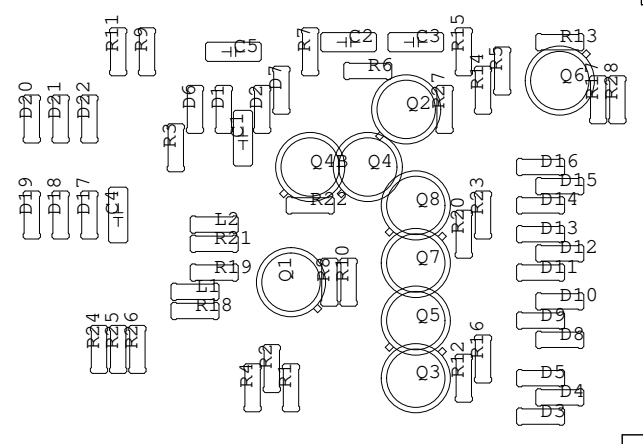 R11
R9
C5
R7
C2
C3
R15
R13
R6
R5
R14
Q6
R17
R28
D20
D21
D22
D6
D1
D2
D7
Q2
R27
R3
C1
Q4B
Q4
D16
D15
R22
Q8
R20
R23
D14
D19
D18
D17
C4
L2
R21
D13
D12
Q7
R19
Q1
R8
R10
D11
L1
R18
D10
Q5
D9
D8
R24
R25
R26
R4
R2
R1
Q3
R12
R16
D5
D4
D3